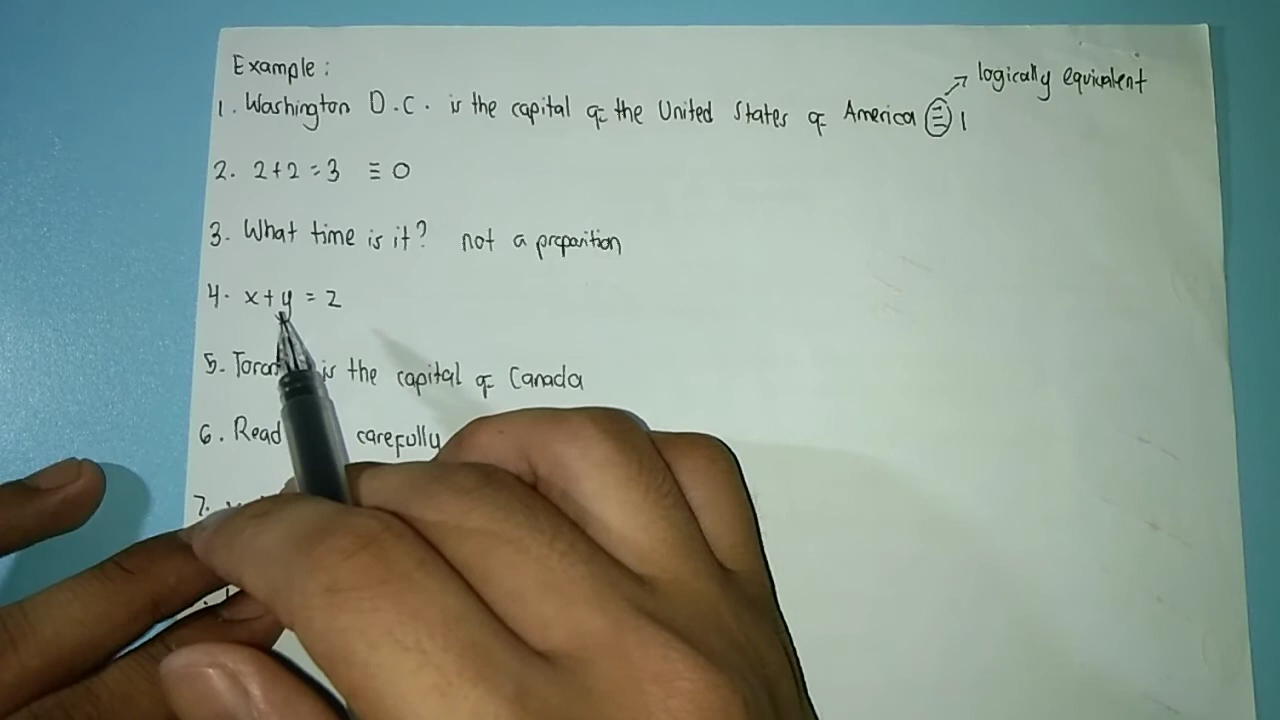 Example :
1. Washington D.C. is the capital of the United States of America ≡ 1
→ logically equivalent
2. 2+2=3 ≡ 0
3. What time is it? not a proposition
4. x+y = 2
5. is the capital of Canada
6. Read carefully
7.